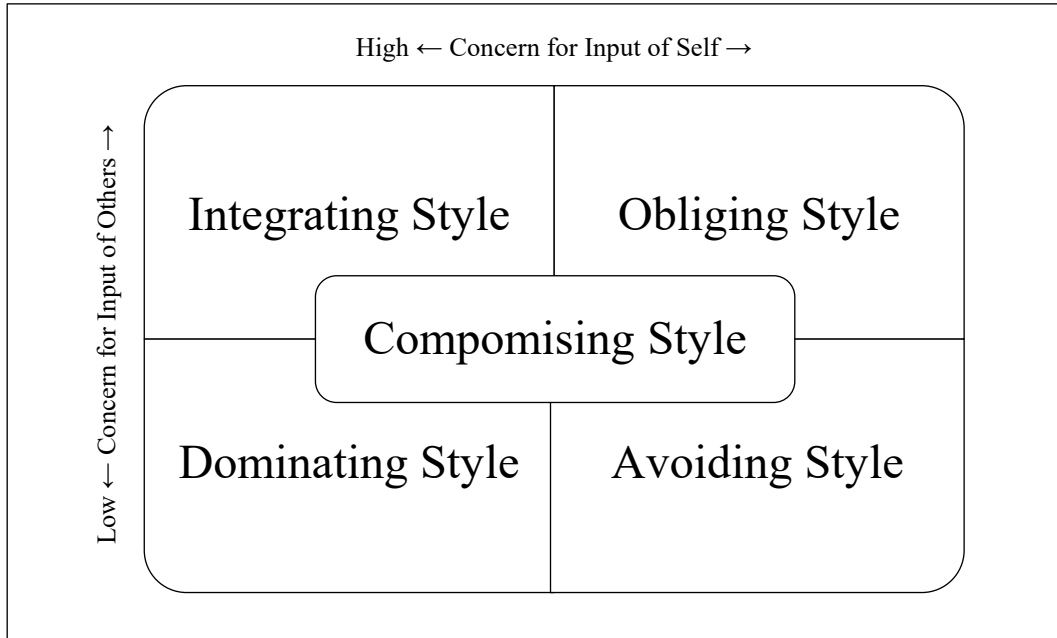 High ← Concern for Input of Self →
Low ← Concern for Input of Others →
Integrating Style
Obliging Style
Compomising Style
Dominating Style
Avoiding Style